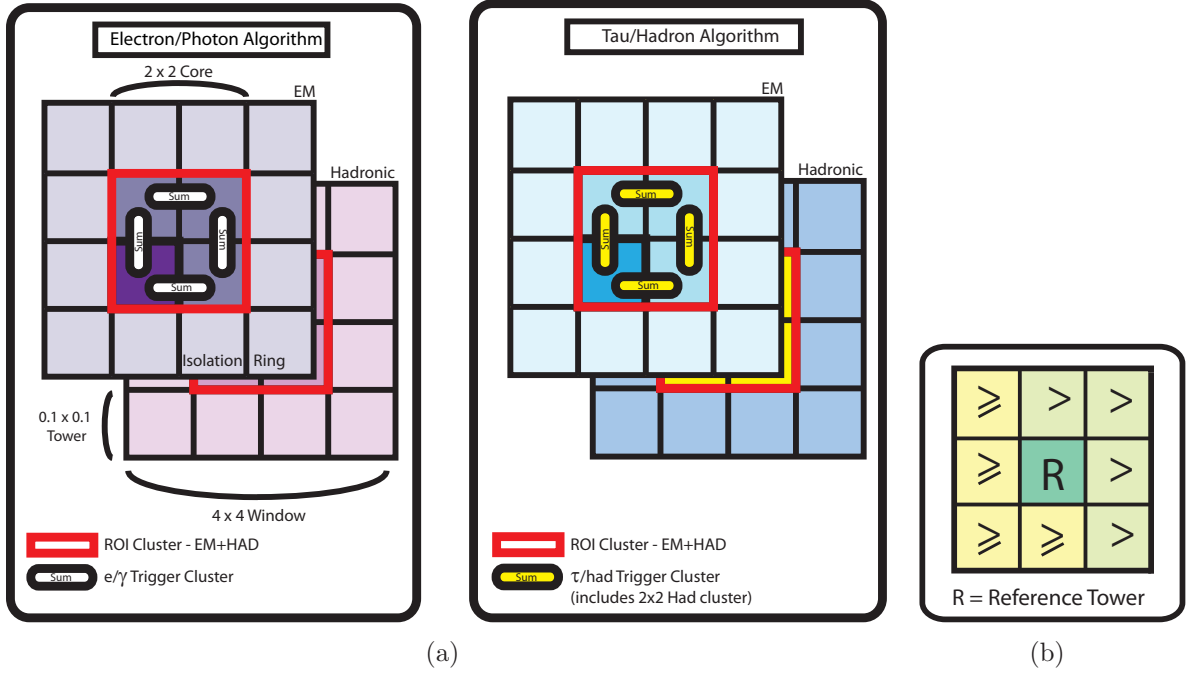 Electron/Photon Algorithm
2 x 2 Core
EM
Hadronic
Sum
Sum
Sum
Sum
Isolation Ring
0.1 x 0.1
Tower
4 x 4 Window
ROI Cluster - EM+HAD
Sum
e/γ Trigger Cluster
Tau/Hadron Algorithm
EM
Hadronic
Sum
Sum
Sum
Sum
ROI Cluster - EM+HAD
Sum
τ/had Trigger Cluster
(includes 2x2 Had cluster)
⩾ > >
⩾ R >
⩾ ⩾ >
R = Reference Tower
(a)
(b)